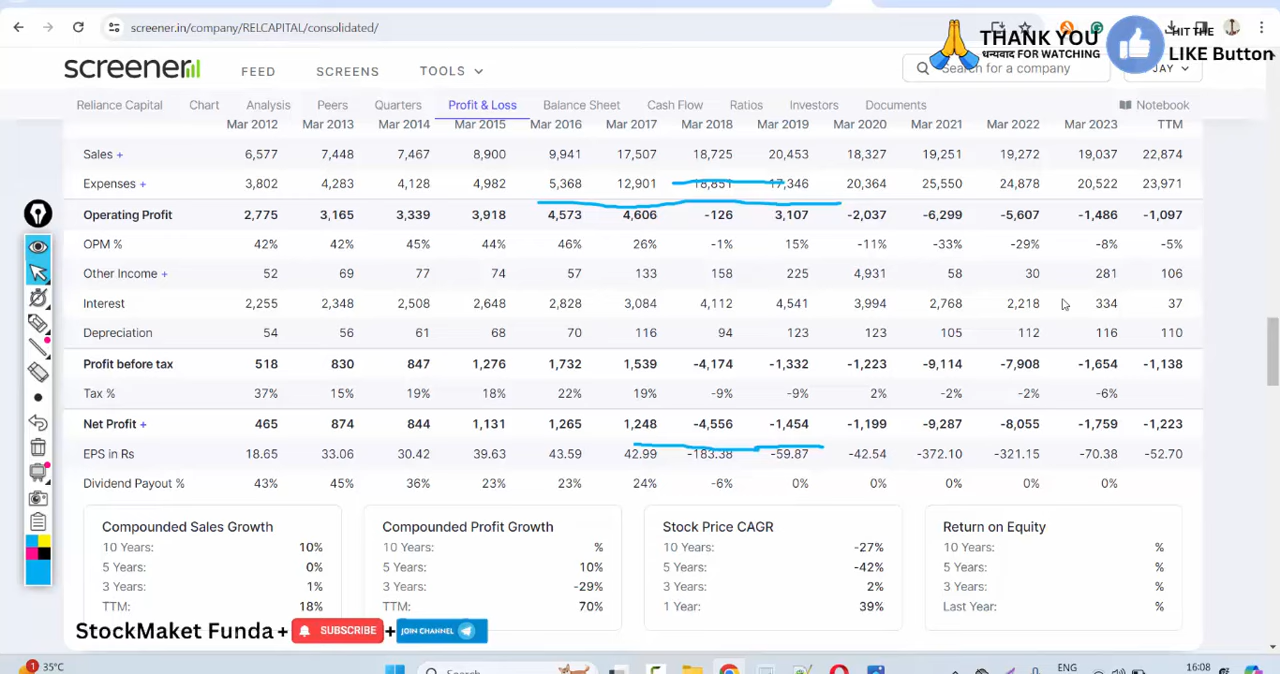 screener.in/company/RELCAPITAL/consolidated/
THANK YOU
धन्यवाद FOR WATCHING
HIT THE
LIKE Button
screener
FEED SCREENS TOOLS
Search for a company
JAY
Reliance Capital Chart Analysis Peers Quarters Profit & Loss Balance Sheet Cash Flow Ratios Investors Documents Notebook
Mar 2012 Mar 2013 Mar 2014 Mar 2015 Mar 2016 Mar 2017 Mar 2018 Mar 2019 Mar 2020 Mar 2021 Mar 2022 Mar 2023 TTM
Sales + 6,577 7,448 7,467 8,900 9,941 17,507 18,725 20,453 18,327 19,251 19,272 19,037 22,874
Expenses + 3,802 4,283 4,128 4,982 5,368 12,901 18,851 17,346 20,364 25,550 24,878 20,522 23,971
Operating Profit 2,775 3,165 3,339 3,918 4,573 4,606 -126 3,107 -2,037 -6,299 -5,607 -1,486 -1,097
OPM % 42% 42% 45% 44% 46% 26% -1% 15% -11% -33% -29% -8% -5%
Other Income + 52 69 77 74 57 133 158 225 4,931 58 30 281 106
Interest 2,255 2,348 2,508 2,648 2,828 3,084 4,112 4,541 3,994 2,768 2,218 334 37
Depreciation 54 56 61 68 70 116 94 123 123 105 112 116 110
Profit before tax 518 830 847 1,276 1,732 1,539 -4,174 -1,332 -1,223 -9,114 -7,908 -1,654 -1,138
Tax % 37% 15% 19% 18% 22% 19% -9% -9% 2% -2% -2% -6%
Net Profit + 465 874 844 1,131 1,265 1,248 -4,556 -1,454 -1,199 -9,287 -8,055 -1,759 -1,223
EPS in Rs 18.65 33.06 30.42 39.63 43.59 42.99 -183.38 -59.87 -42.54 -372.10 -321.15 -70.38 -52.70
Dividend Payout % 43% 45% 36% 23% 23% 24% -6% 0% 0% 0% 0% 0%
Compounded Sales Growth Compounded Profit Growth Stock Price CAGR Return on Equity
10 Years: 10% 10 Years: % 10 Years: -27% 10 Years: %
5 Years: 0% 5 Years: 10% 5 Years: -42% 5 Years: %
3 Years: 1% 3 Years: -29% 3 Years: 2% 3 Years: %
TTM: 18% TTM: 70% 1 Year: 39% Last Year: %
StockMaket Funda + SUBSCRIBE + JOIN CHANNEL
1 35°C Search ENG 16:08